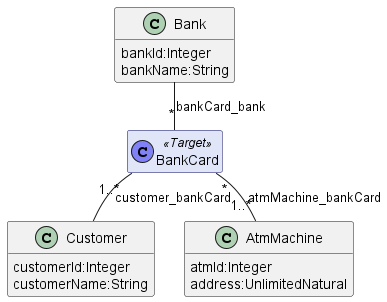 C Bank
bankId:Integer
bankName:String
bankCard_bank
*
C «Target»
BankCard
1..*
customer_bankCard
*
1..*
atmMachine_bankCard
C Customer
customerId:Integer
customerName:String
C AtmMachine
atmId:Integer
address:UnlimitedNatural